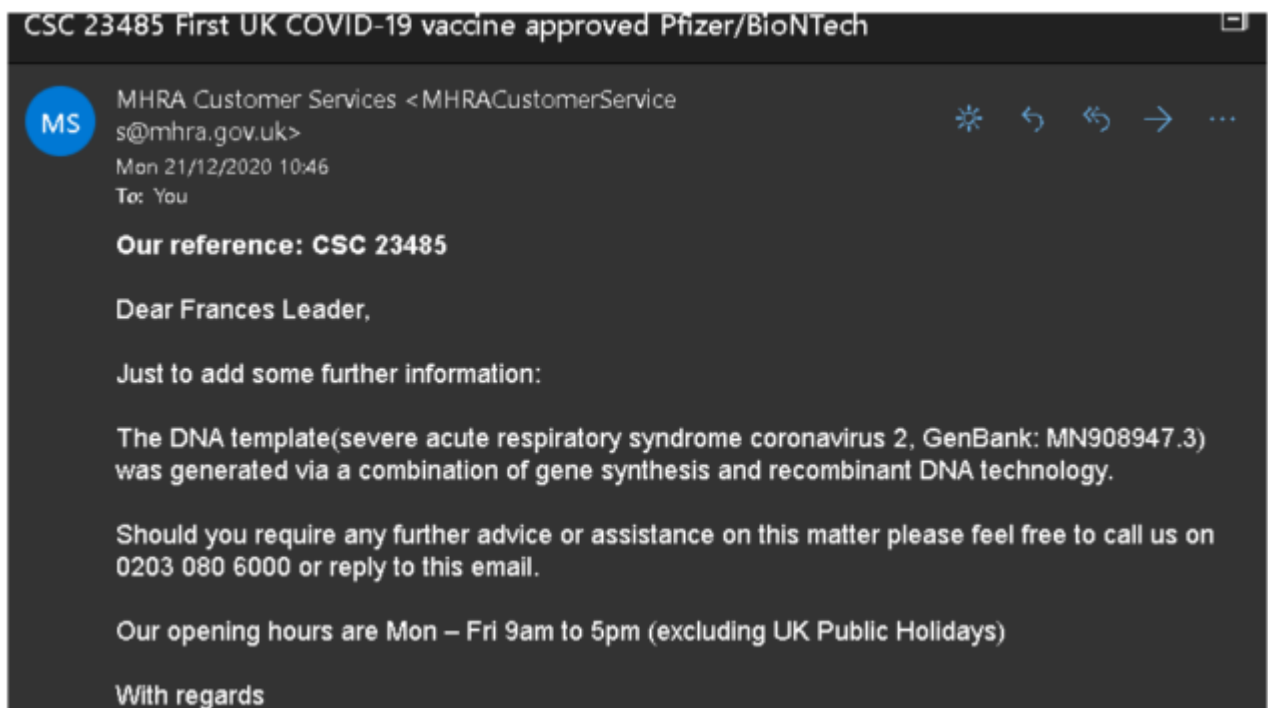 CSC 23485 First UK COVID-19 vaccine approved Pfizer/BioNTech
MS
MHRA Customer Services <MHRACustomerService
s@mhra.gov.uk>
Mon 21/12/2020 10:46
To: You
Our reference: CSC 23485
Dear Frances Leader,
Just to add some further information:
The DNA template(severe acute respiratory syndrome coronavirus 2, GenBank: MN908947.3)
was generated via a combination of gene synthesis and recombinant DNA technology.
Should you require any further advice or assistance on this matter please feel free to call us on
0203 080 6000 or reply to this email.
Our opening hours are Mon – Fri 9am to 5pm (excluding UK Public Holidays)
With regards